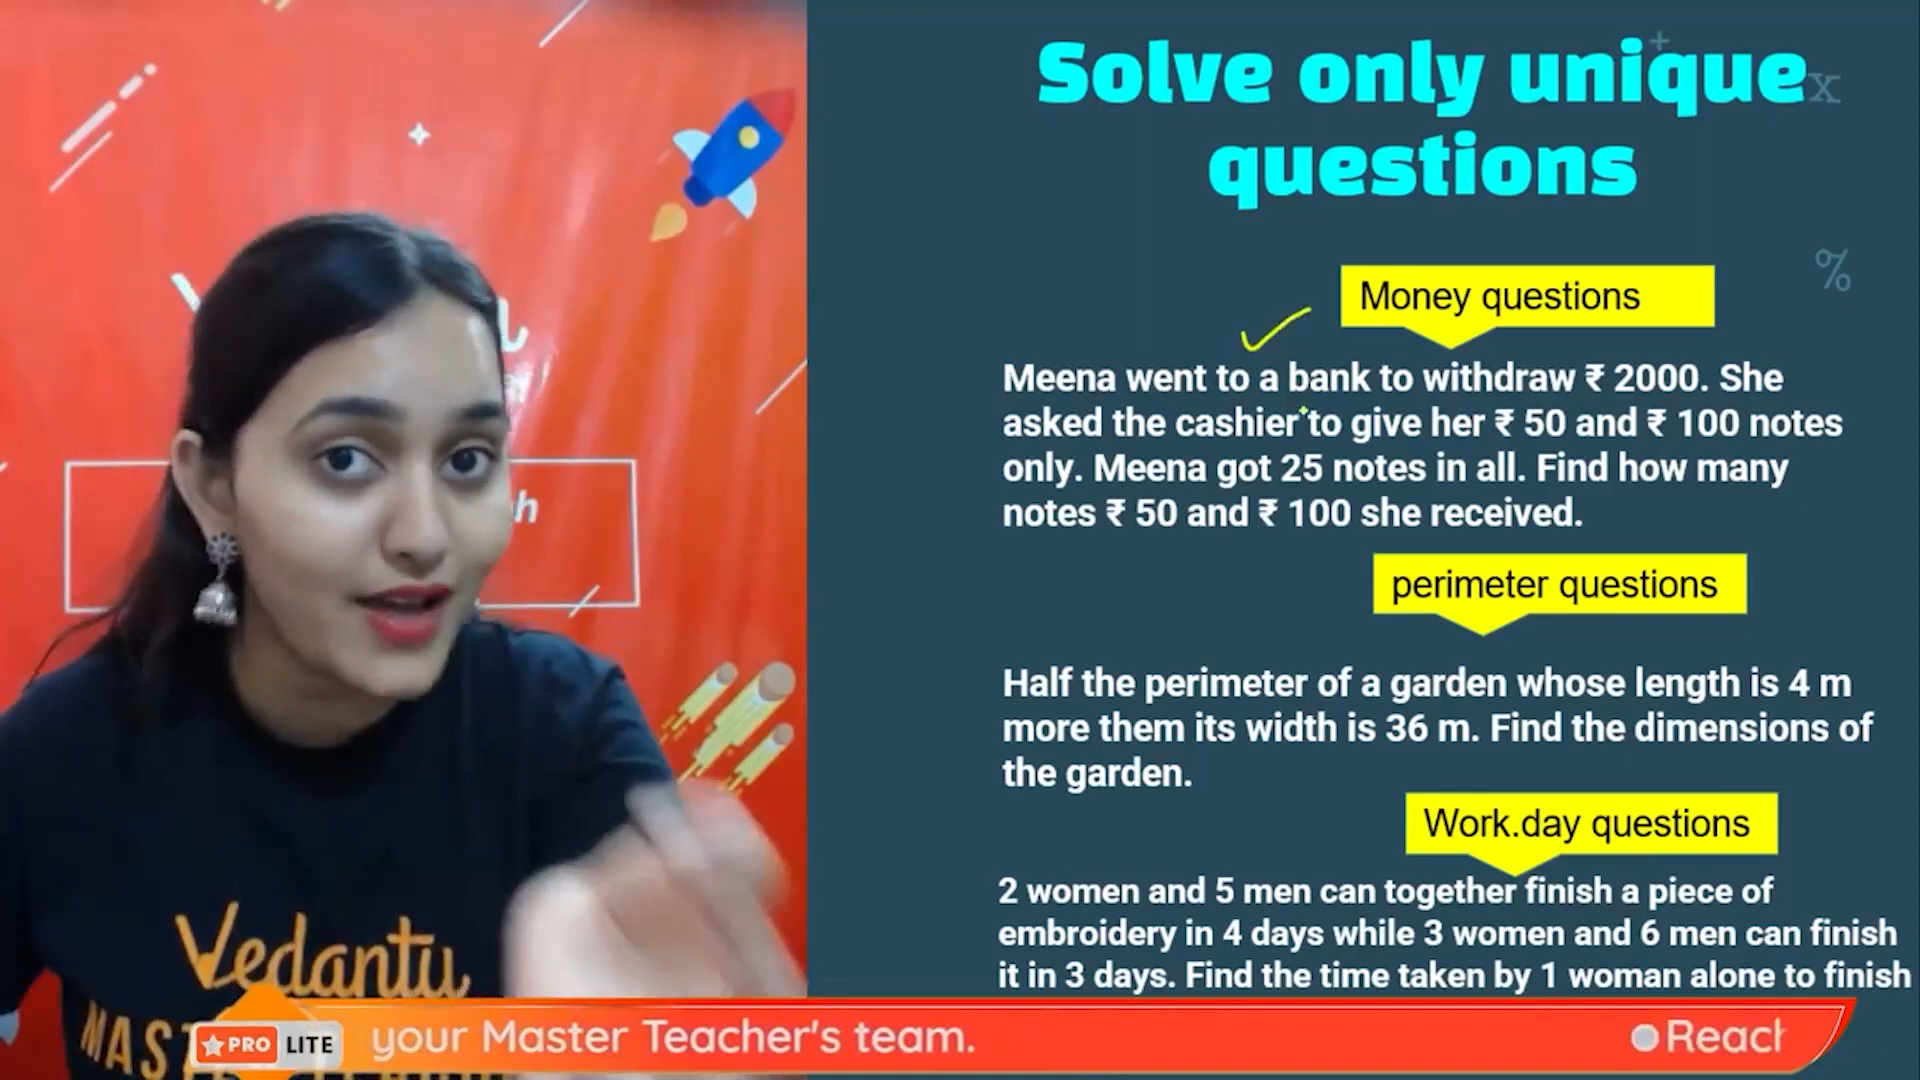 Solve only unique
questions
x
%
Money questions
Meena went to a bank to withdraw ₹ 2000. She
asked the cashier to give her ₹ 50 and ₹ 100 notes
only. Meena got 25 notes in all. Find how many
notes ₹ 50 and ₹ 100 she received.
perimeter questions
Half the perimeter of a garden whose length is 4 m
more them its width is 36 m. Find the dimensions of
the garden.
Work.day questions
2 women and 5 men can together finish a piece of
embroidery in 4 days while 3 women and 6 men can finish
it in 3 days. Find the time taken by 1 woman alone to finish
Vedantu
MAS
PRO LITE
your Master Teacher's team.
Reach